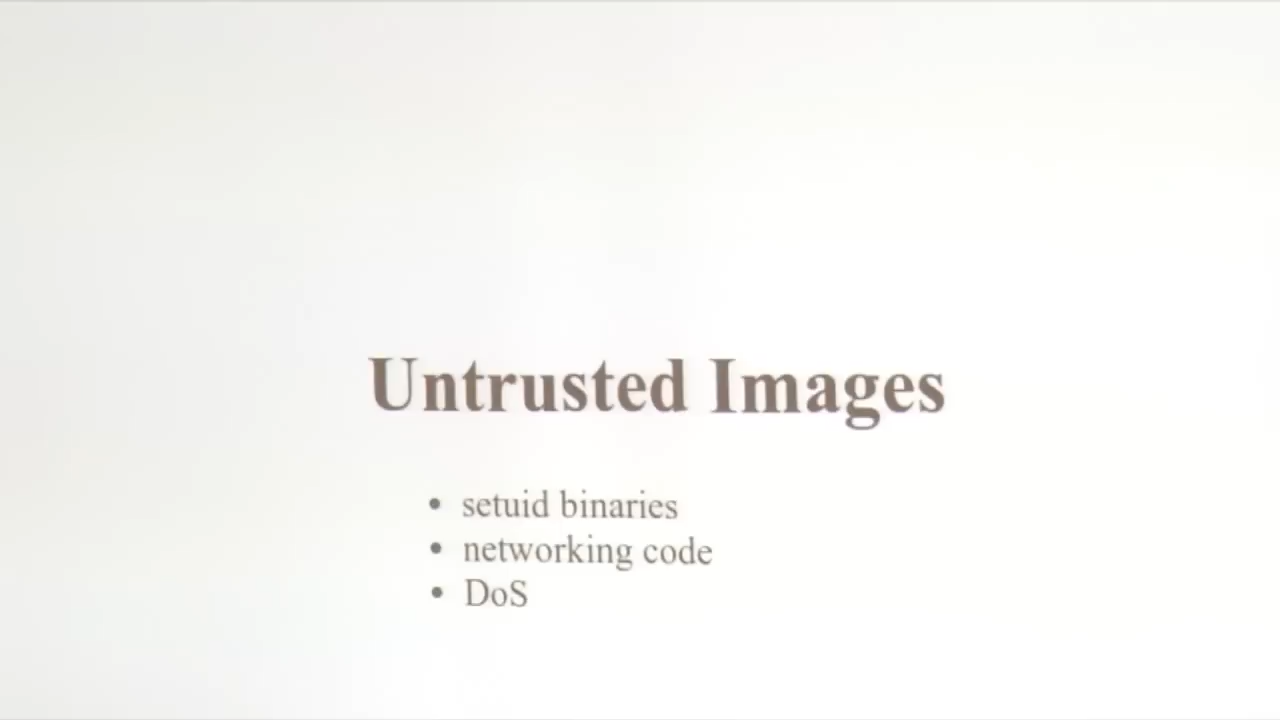 Untrusted Images
• setuid binaries
• networking code
• DoS